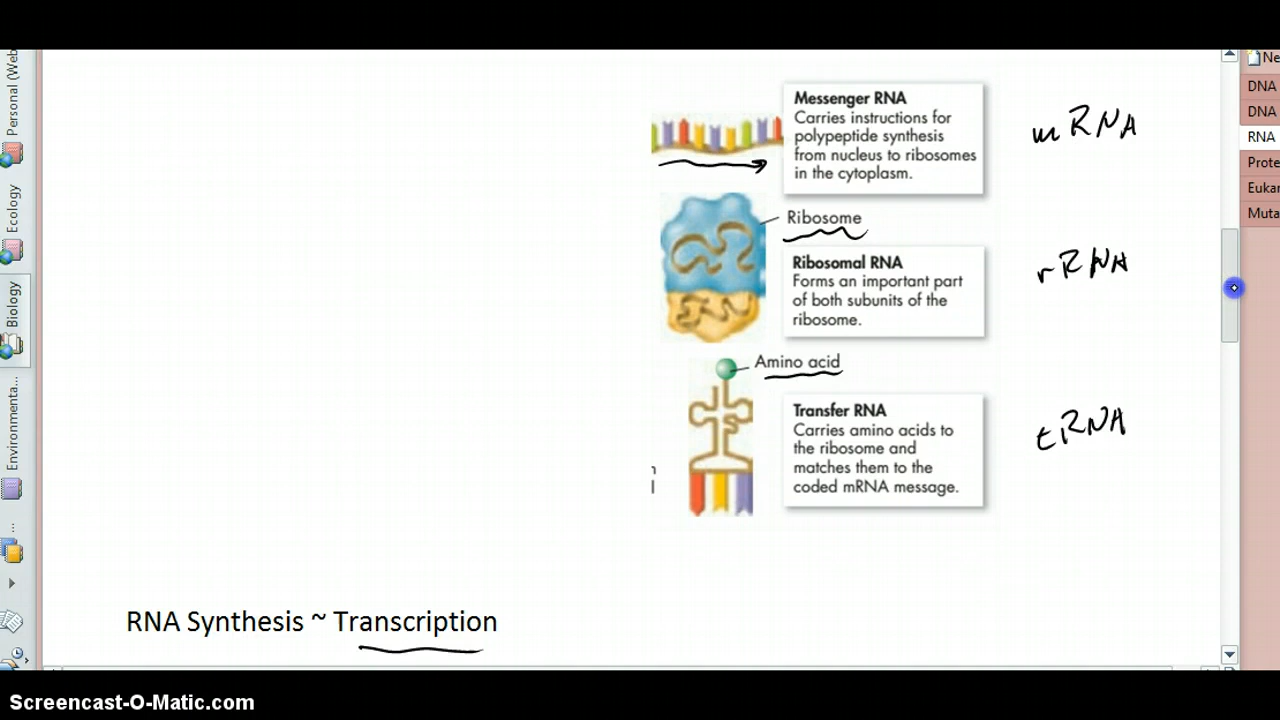 Personal (Web
Ecology
Biology
Environmenta...
Ne
DNA
DNA
RNA
Prote
Eukar
Muta
Messenger RNA
Carries instructions for
polypeptide synthesis
from nucleus to ribosomes
in the cytoplasm.
mRNA
Ribosome
Ribosomal RNA
Forms an important part
of both subunits of the
ribosome.
rRNA
Amino acid
Transfer RNA
Carries amino acids to
the ribosome and
matches them to the
coded mRNA message.
tRNA
RNA Synthesis ~ Transcription
Screencast-O-Matic.com